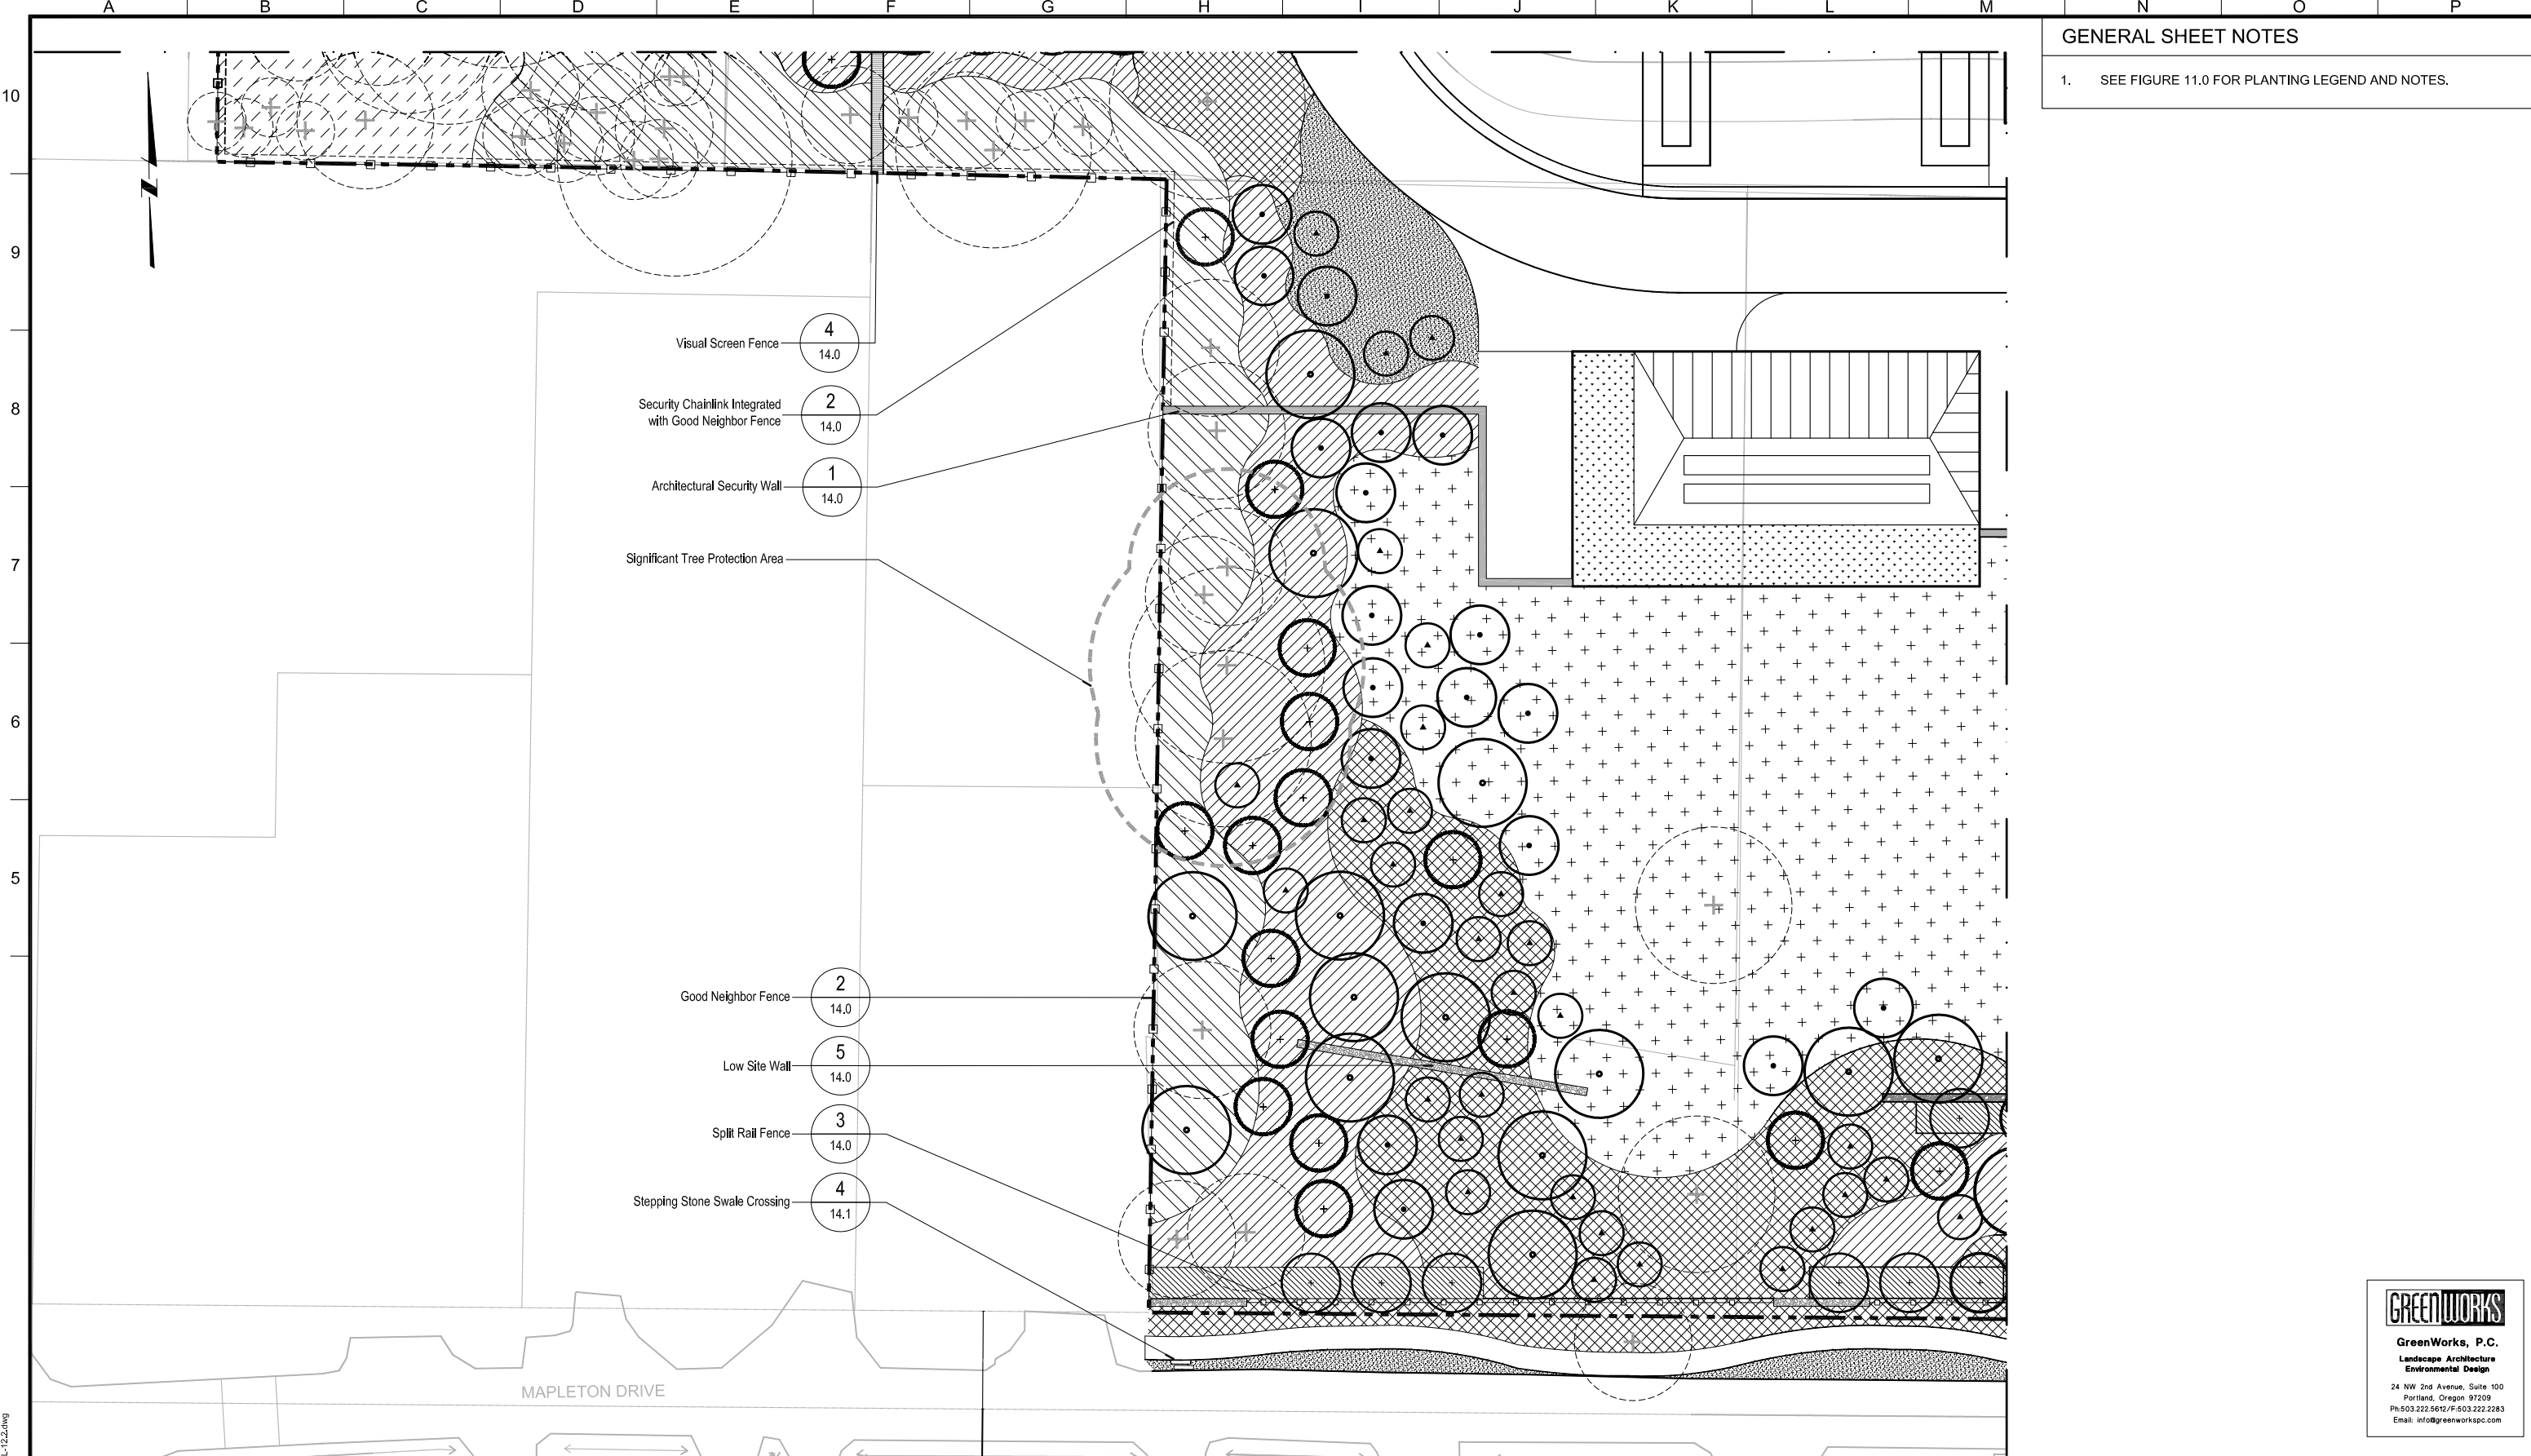 A B C D E F G H I J K L M N O P
GENERAL SHEET NOTES
1. SEE FIGURE 11.0 FOR PLANTING LEGEND AND NOTES.
10
N
9
Visual Screen Fence
4
14.0
8
Security Chainlink Integrated
with Good Neighbor Fence
2
14.0
Architectural Security Wall
1
14.0
7
Significant Tree Protection Area
6
5
Good Neighbor Fence
2
14.0
Low Site Wall
5
14.0
Split Rail Fence
3
14.0
Stepping Stone Swale Crossing
4
14.1
MAPLETON DRIVE
GREENWORKS
GreenWorks, P.C.
Landscape Architecture
Environmental Design
24 NW 2nd Avenue, Suite 100
Portland, Oregon 97209
Ph:503.222.5612/F:503.222.2283
Email: info@greenworkspc.com
L-12.2.dwg